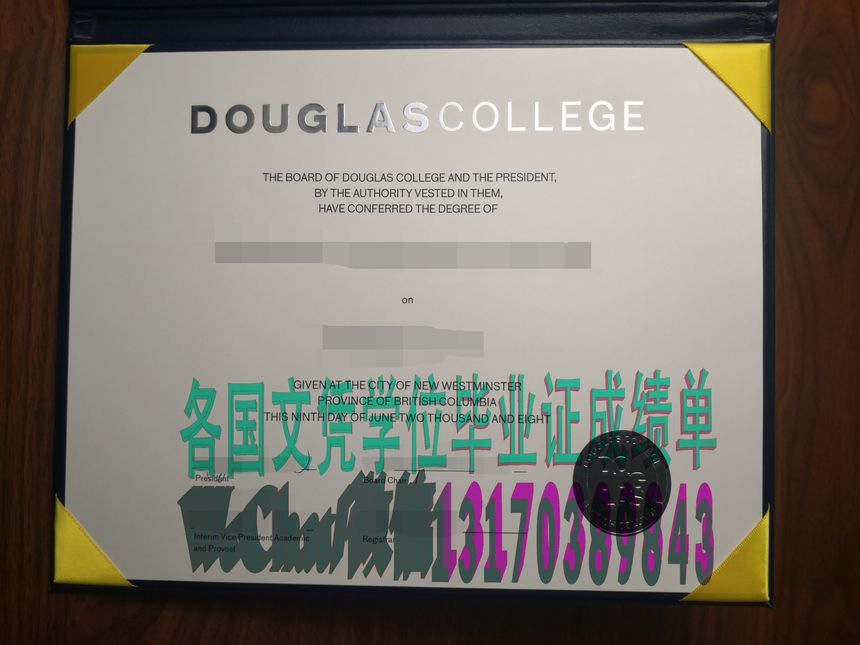 DOUGLASCOLLEGE
THE BOARD OF DOUGLAS COLLEGE AND THE PRESIDENT,
BY THE AUTHORITY VESTED IN THEM,
HAVE CONFERRED THE DEGREE OF
on
GIVEN AT THE CITY OF NEW WESTMINSTER
PROVINCE OF BRITISH COLUMBIA
THIS NINTH DAY OF JUNE TWO THOUSAND AND EIGHT
各国文凭学位毕业证成绩单
President
Board Chair
WeChat微信13170389843
Interim Vice President Academic
and Provost
Registrar